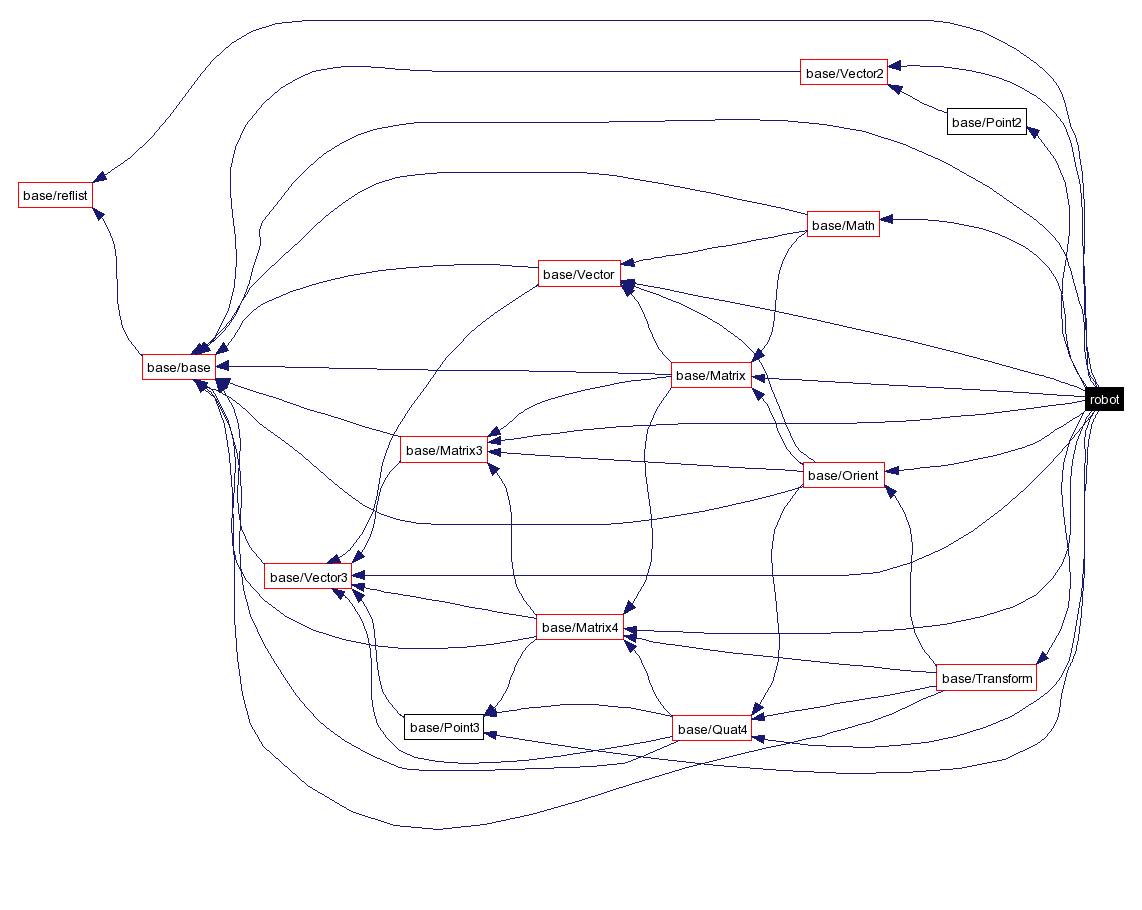 base/Vector2
base/Point2
base/reflist
base/Math
base/Vector
base/base
base/Matrix
robot
base/Matrix3
base/Orient
base/Vector3
base/Matrix4
base/Transform
base/Point3
base/Quat4